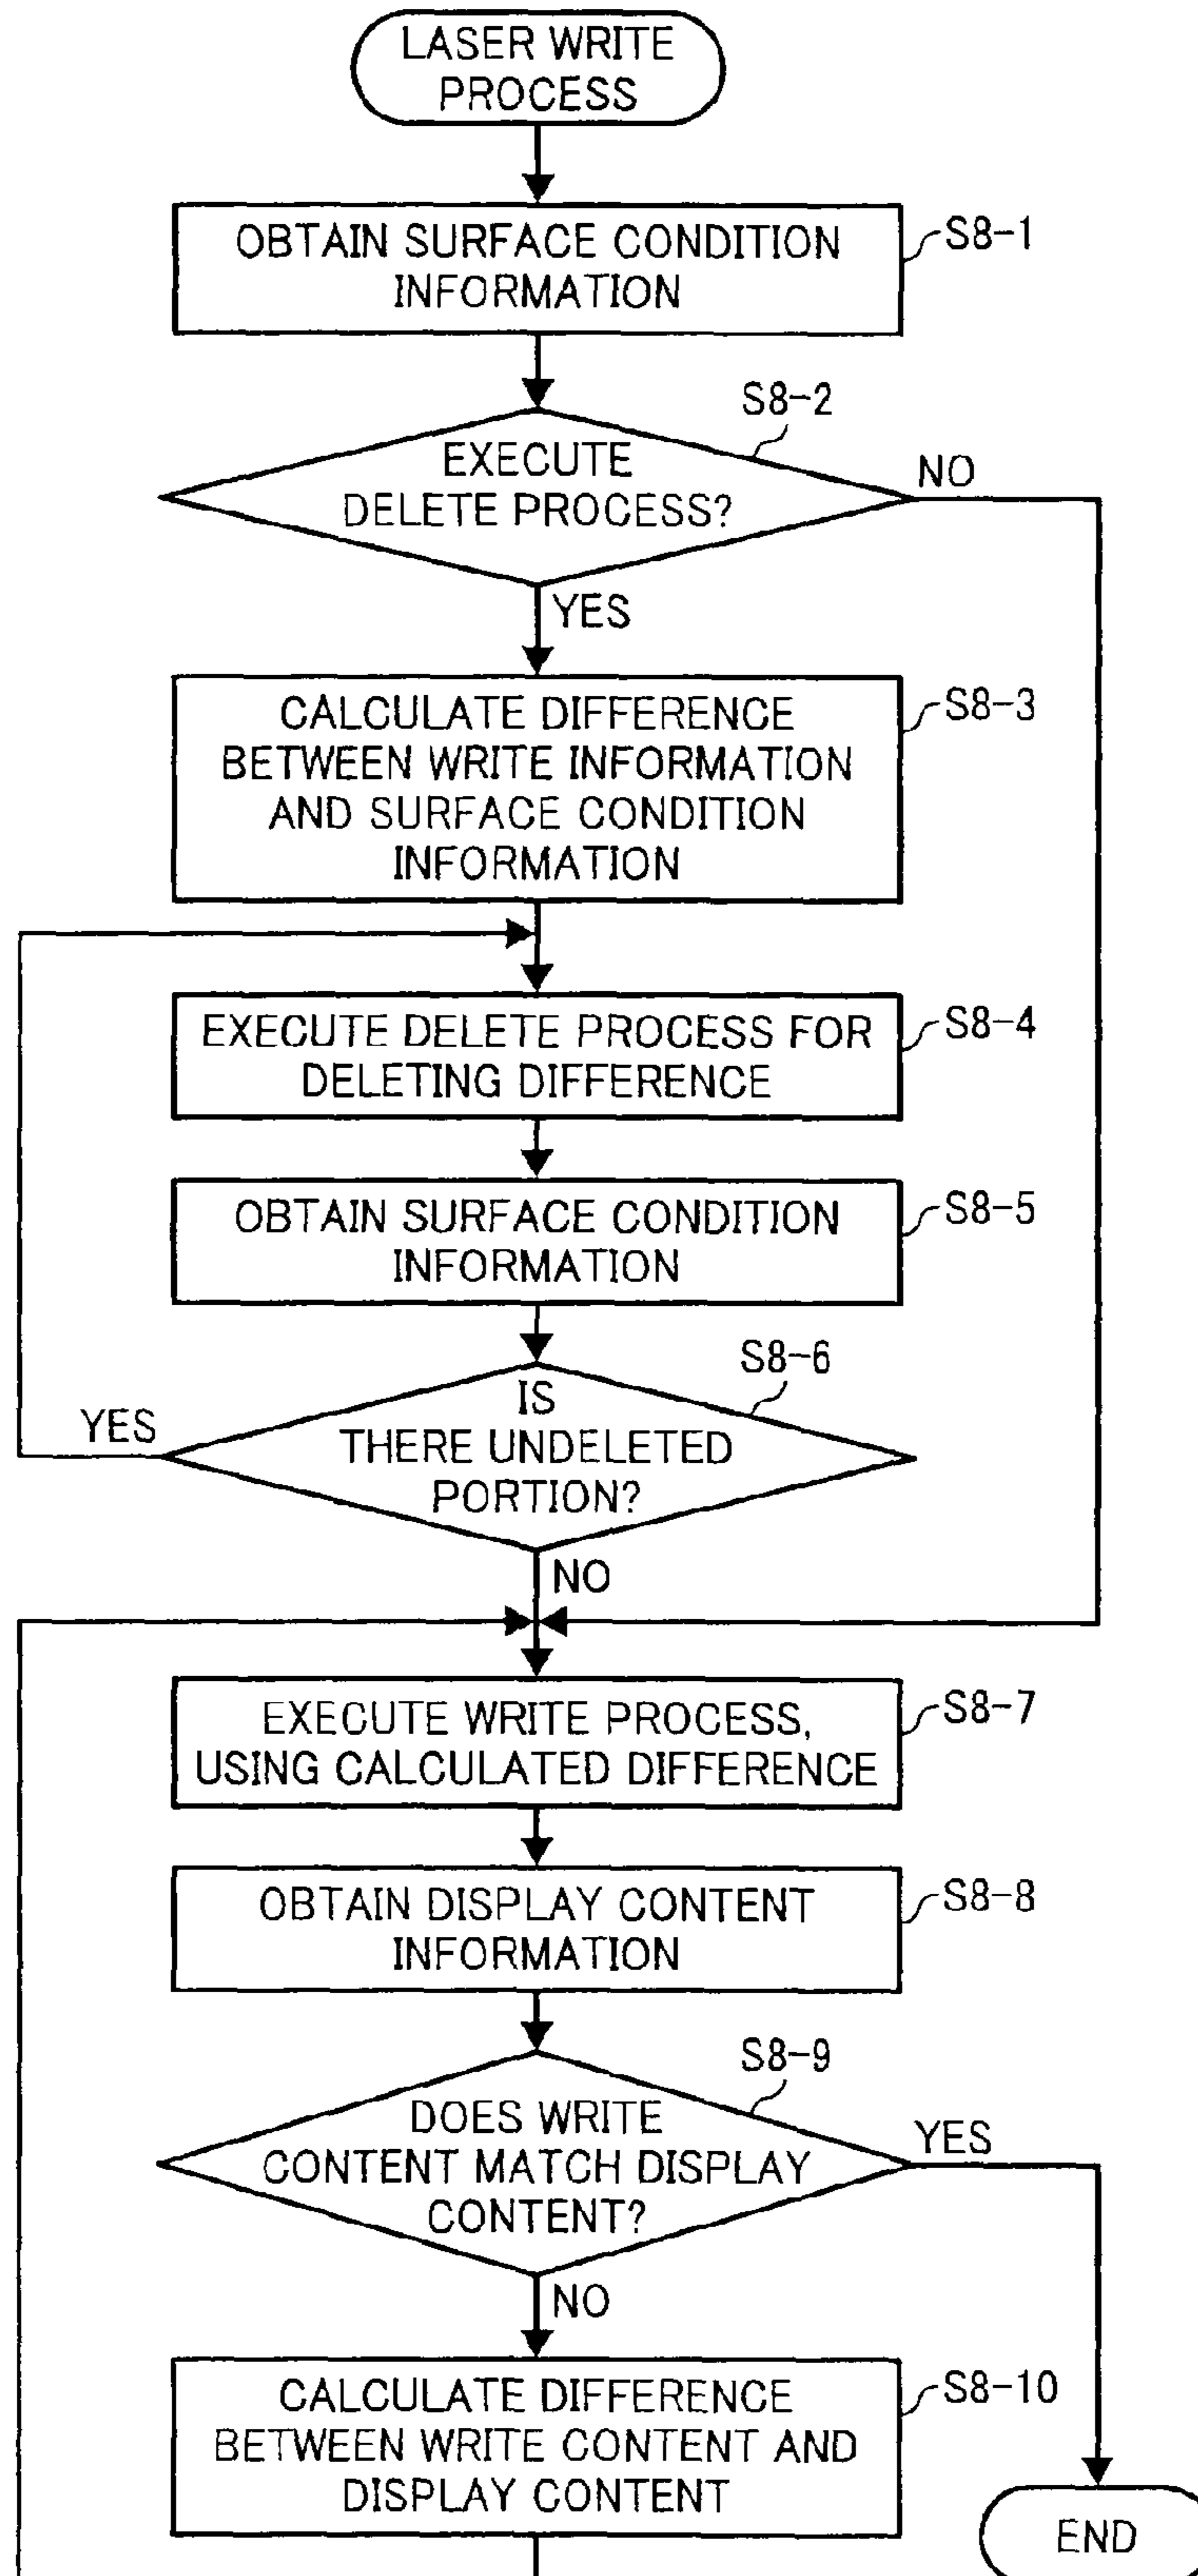 LASER WRITE
PROCESS
OBTAIN SURFACE CONDITION
INFORMATION
S8-1
S8-2
EXECUTE
DELETE PROCESS?
NO
YES
CALCULATE DIFFERENCE
BETWEEN WRITE INFORMATION
AND SURFACE CONDITION
INFORMATION
S8-3
EXECUTE DELETE PROCESS FOR
DELETING DIFFERENCE
S8-4
OBTAIN SURFACE CONDITION
INFORMATION
S8-5
S8-6
IS
THERE UNDELETED
PORTION?
YES
NO
EXECUTE WRITE PROCESS,
USING CALCULATED DIFFERENCE
S8-7
OBTAIN DISPLAY CONTENT
INFORMATION
S8-8
S8-9
DOES WRITE
CONTENT MATCH DISPLAY
CONTENT?
YES
NO
CALCULATE DIFFERENCE
BETWEEN WRITE CONTENT AND
DISPLAY CONTENT
S8-10
END